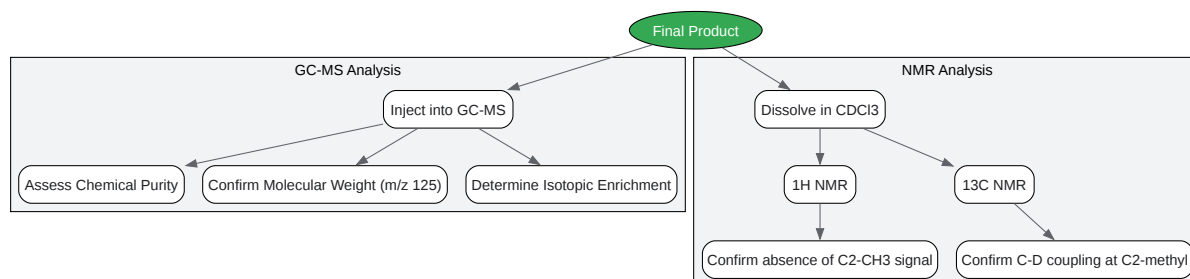 Final Product
GC-MS Analysis
NMR Analysis
Inject into GC-MS
Dissolve in CDCl3
Assess Chemical Purity
Confirm Molecular Weight (m/z 125)
Determine Isotopic Enrichment
1H NMR
13C NMR
Confirm absence of C2-CH3 signal
Confirm C-D coupling at C2-methyl